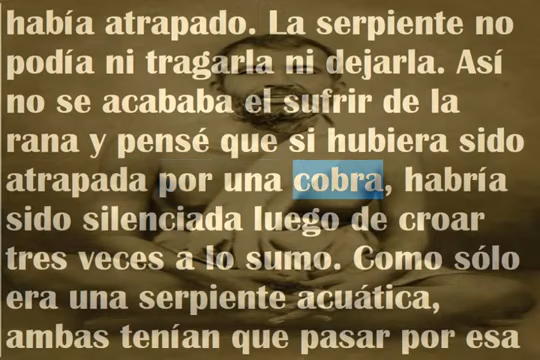 había atrapado. La serpiente no
podía ni tragarla ni dejarla. Así
no se acababa el sufrir de la
rana y pensé que si hubiera sido
atrapada por una cobra, habría
sido silenciada luego de croar
tres veces a lo sumo. Como sólo
era una serpiente acuática,
ambas tenían que pasar por esa